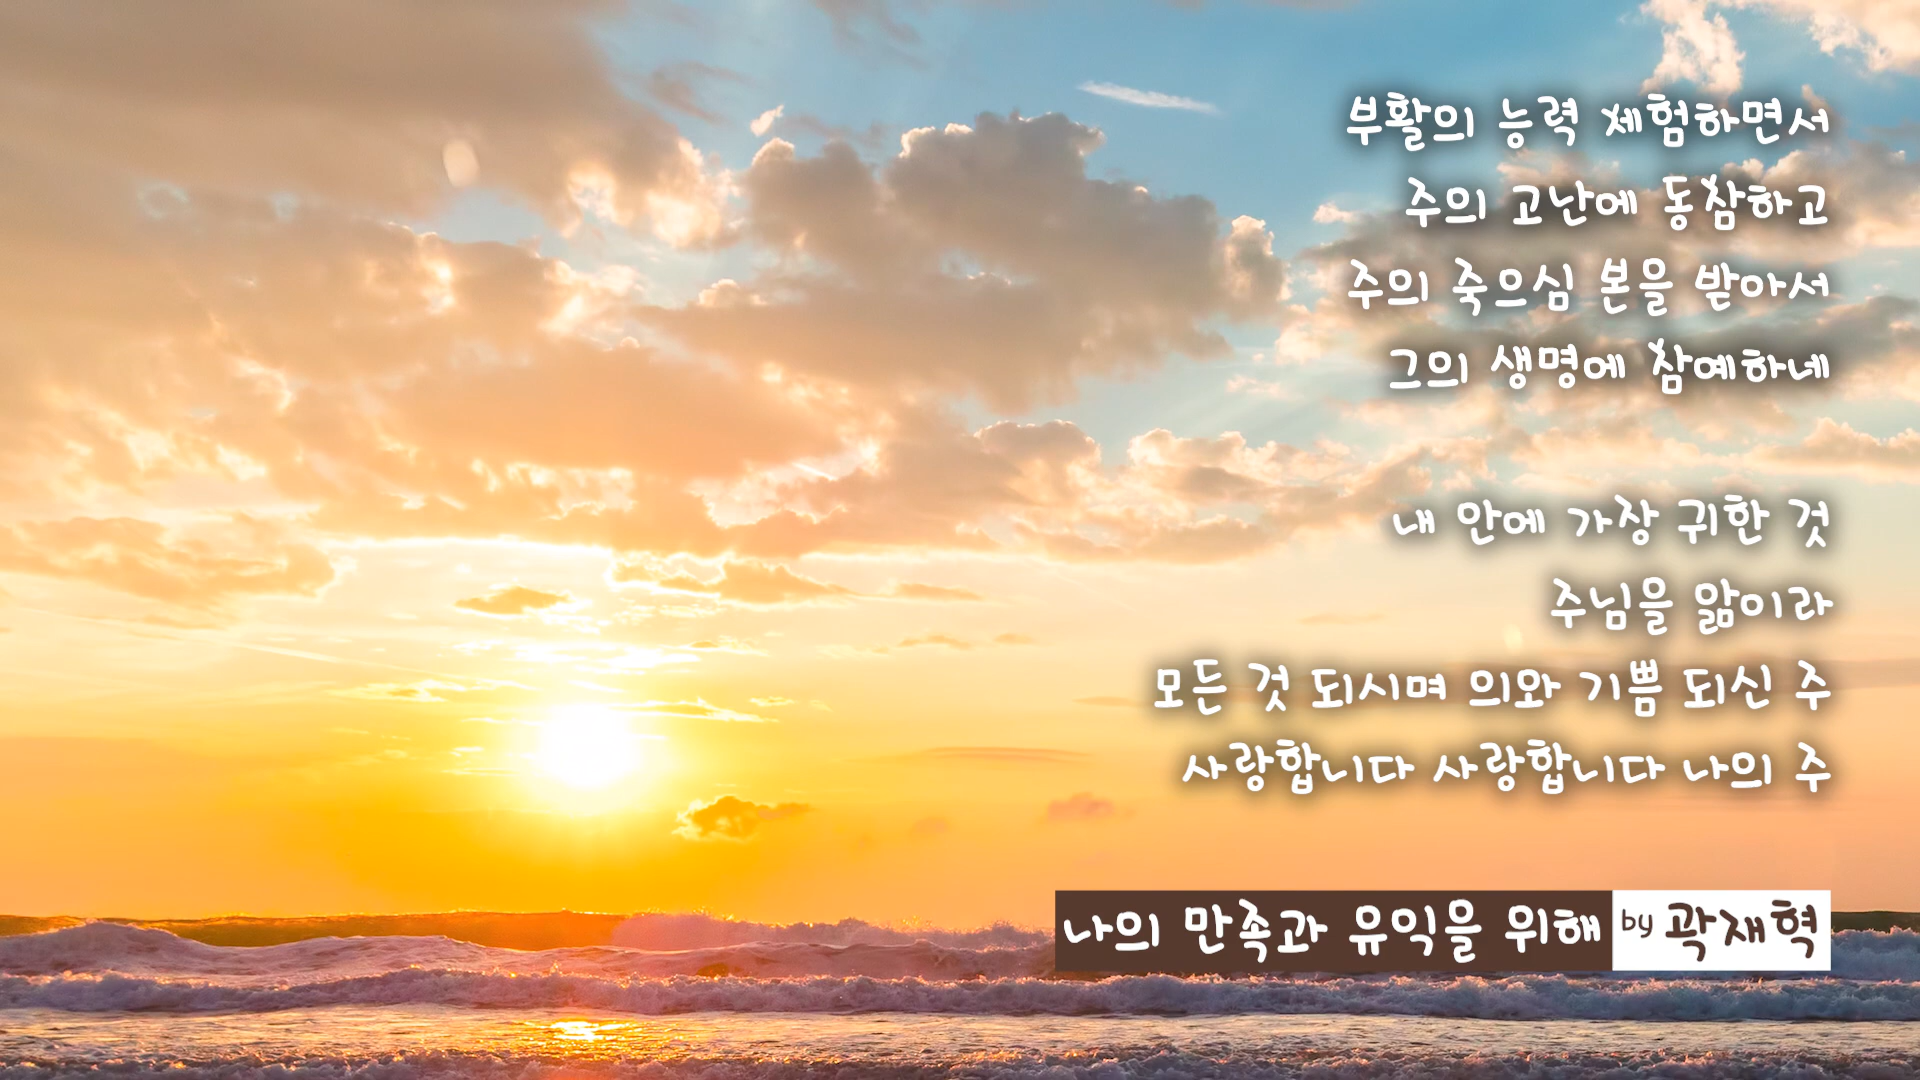 부활의 능력 체험하면서
주의 고난에 동참하고
주의 죽으심 본을 받아서
그의 생명에 참예하네
내 안에 가장 귀한 것
주님을 앎이라
모든 것 되시며 의와 기쁨 되신 주
사랑합니다 사랑합니다 나의 주
나의 만족과 유익을 위해 by 곽재혁